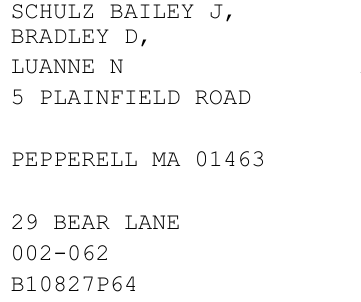 SCHULZ BAILEY J,
BRADLEY D,
LUANNE N
5 PLAINFIELD ROAD
PEPPERELL MA 01463
29 BEAR LANE
002-062
B10827P64